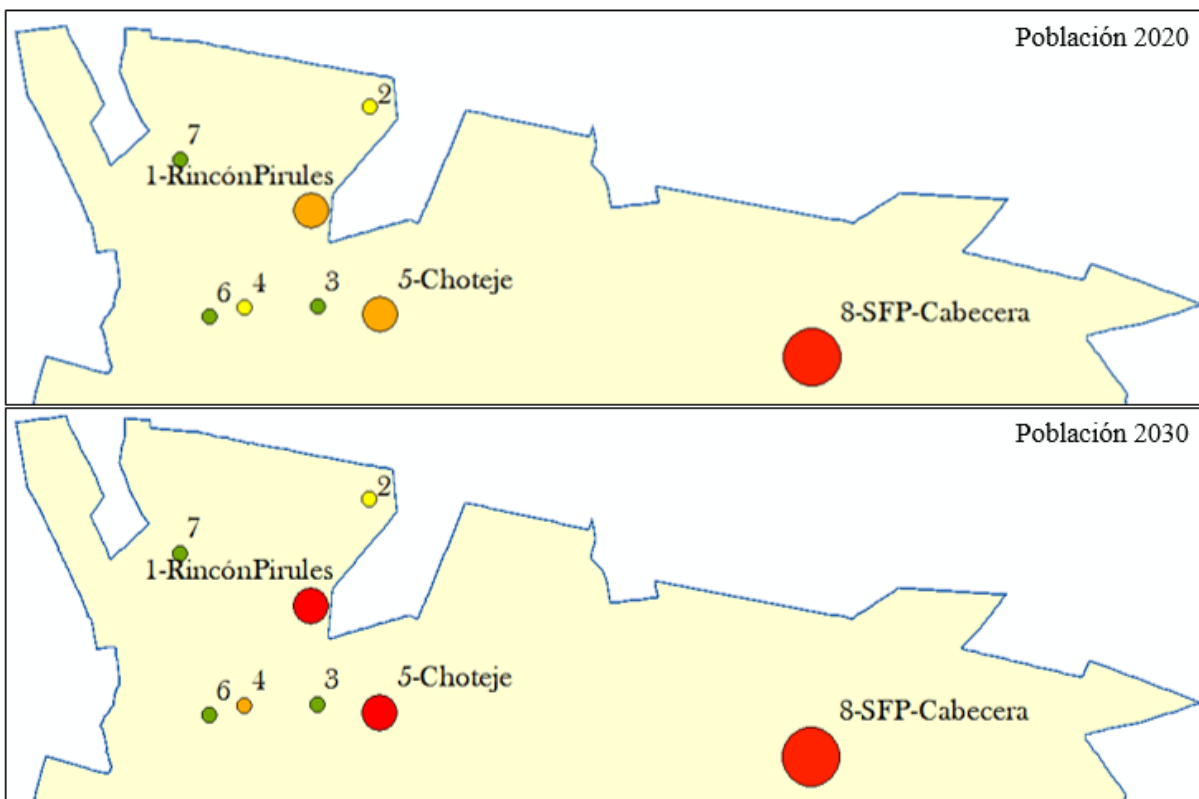 Población 2020
2
7
1-RincónPirules
6
4
3
5-Choteje
8-SFP-Cabecera
Población 2030
2
7
1-RincónPirules
6
4
3
5-Choteje
8-SFP-Cabecera